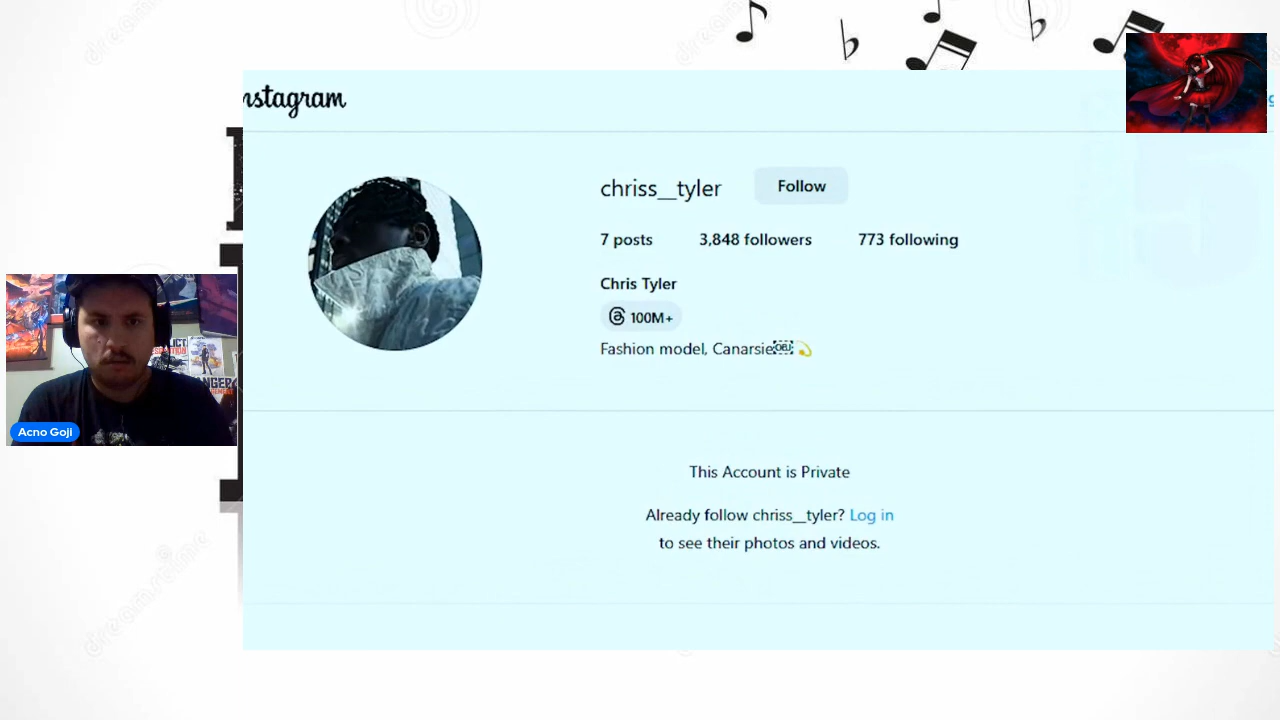 nstagram
chriss__tyler
Follow
7 posts 3,848 followers 773 following
Chris Tyler
100M+
Fashion model, Canarsie￼💫
This Account is Private
Already follow chriss__tyler? Log in
to see their photos and videos.
Acno Goji
dreamstime